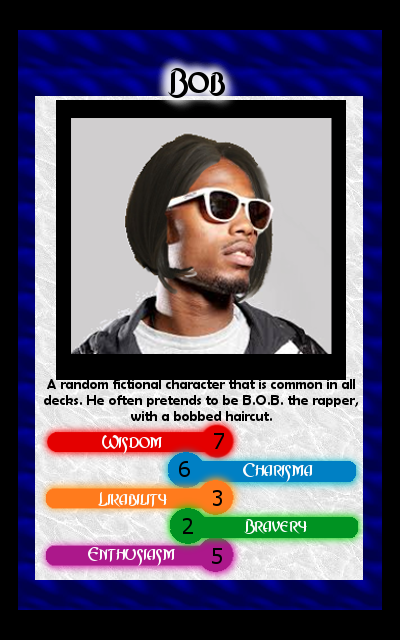 Bob
A random fictional character that is common in all
decks. He often pretends to be B.O.B. the rapper,
with a bobbed haircut.
Wisdom 7
6 Charisma
Likability 3
2 Bravery
Enthusiasm 5